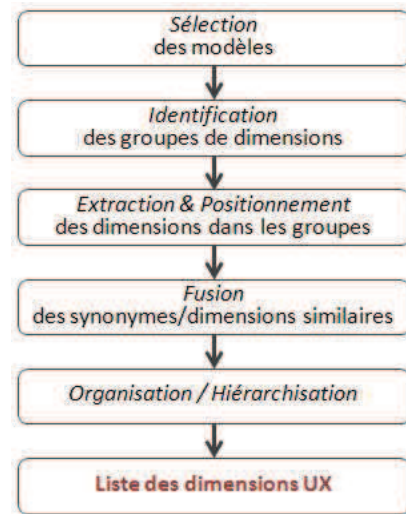 Sélection
des modèles
Identification
des groupes de dimensions
Extraction & Positionnement
des dimensions dans les groupes
Fusion
des synonymes/dimensions similaires
Organisation / Hiérarchisation
Liste des dimensions UX